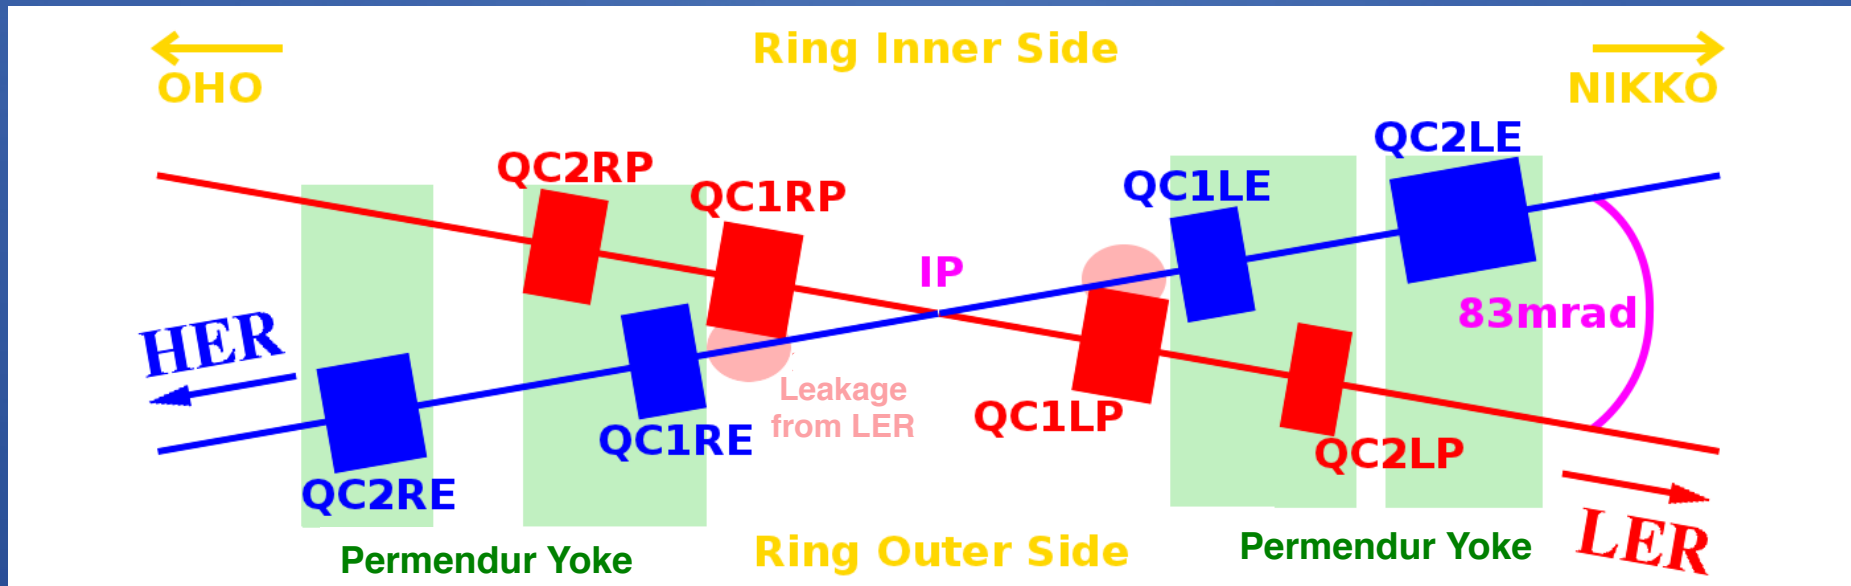 Ring Inner Side
OHO
NIKKO
QC2LE
QC2RP
QC1RP
QC1LE
IP
83mrad
HER
Leakage
from LER
QC1LP
QC1RE
QC2LP
QC2RE
LER
Permendur Yoke
Ring Outer Side
Permendur Yoke